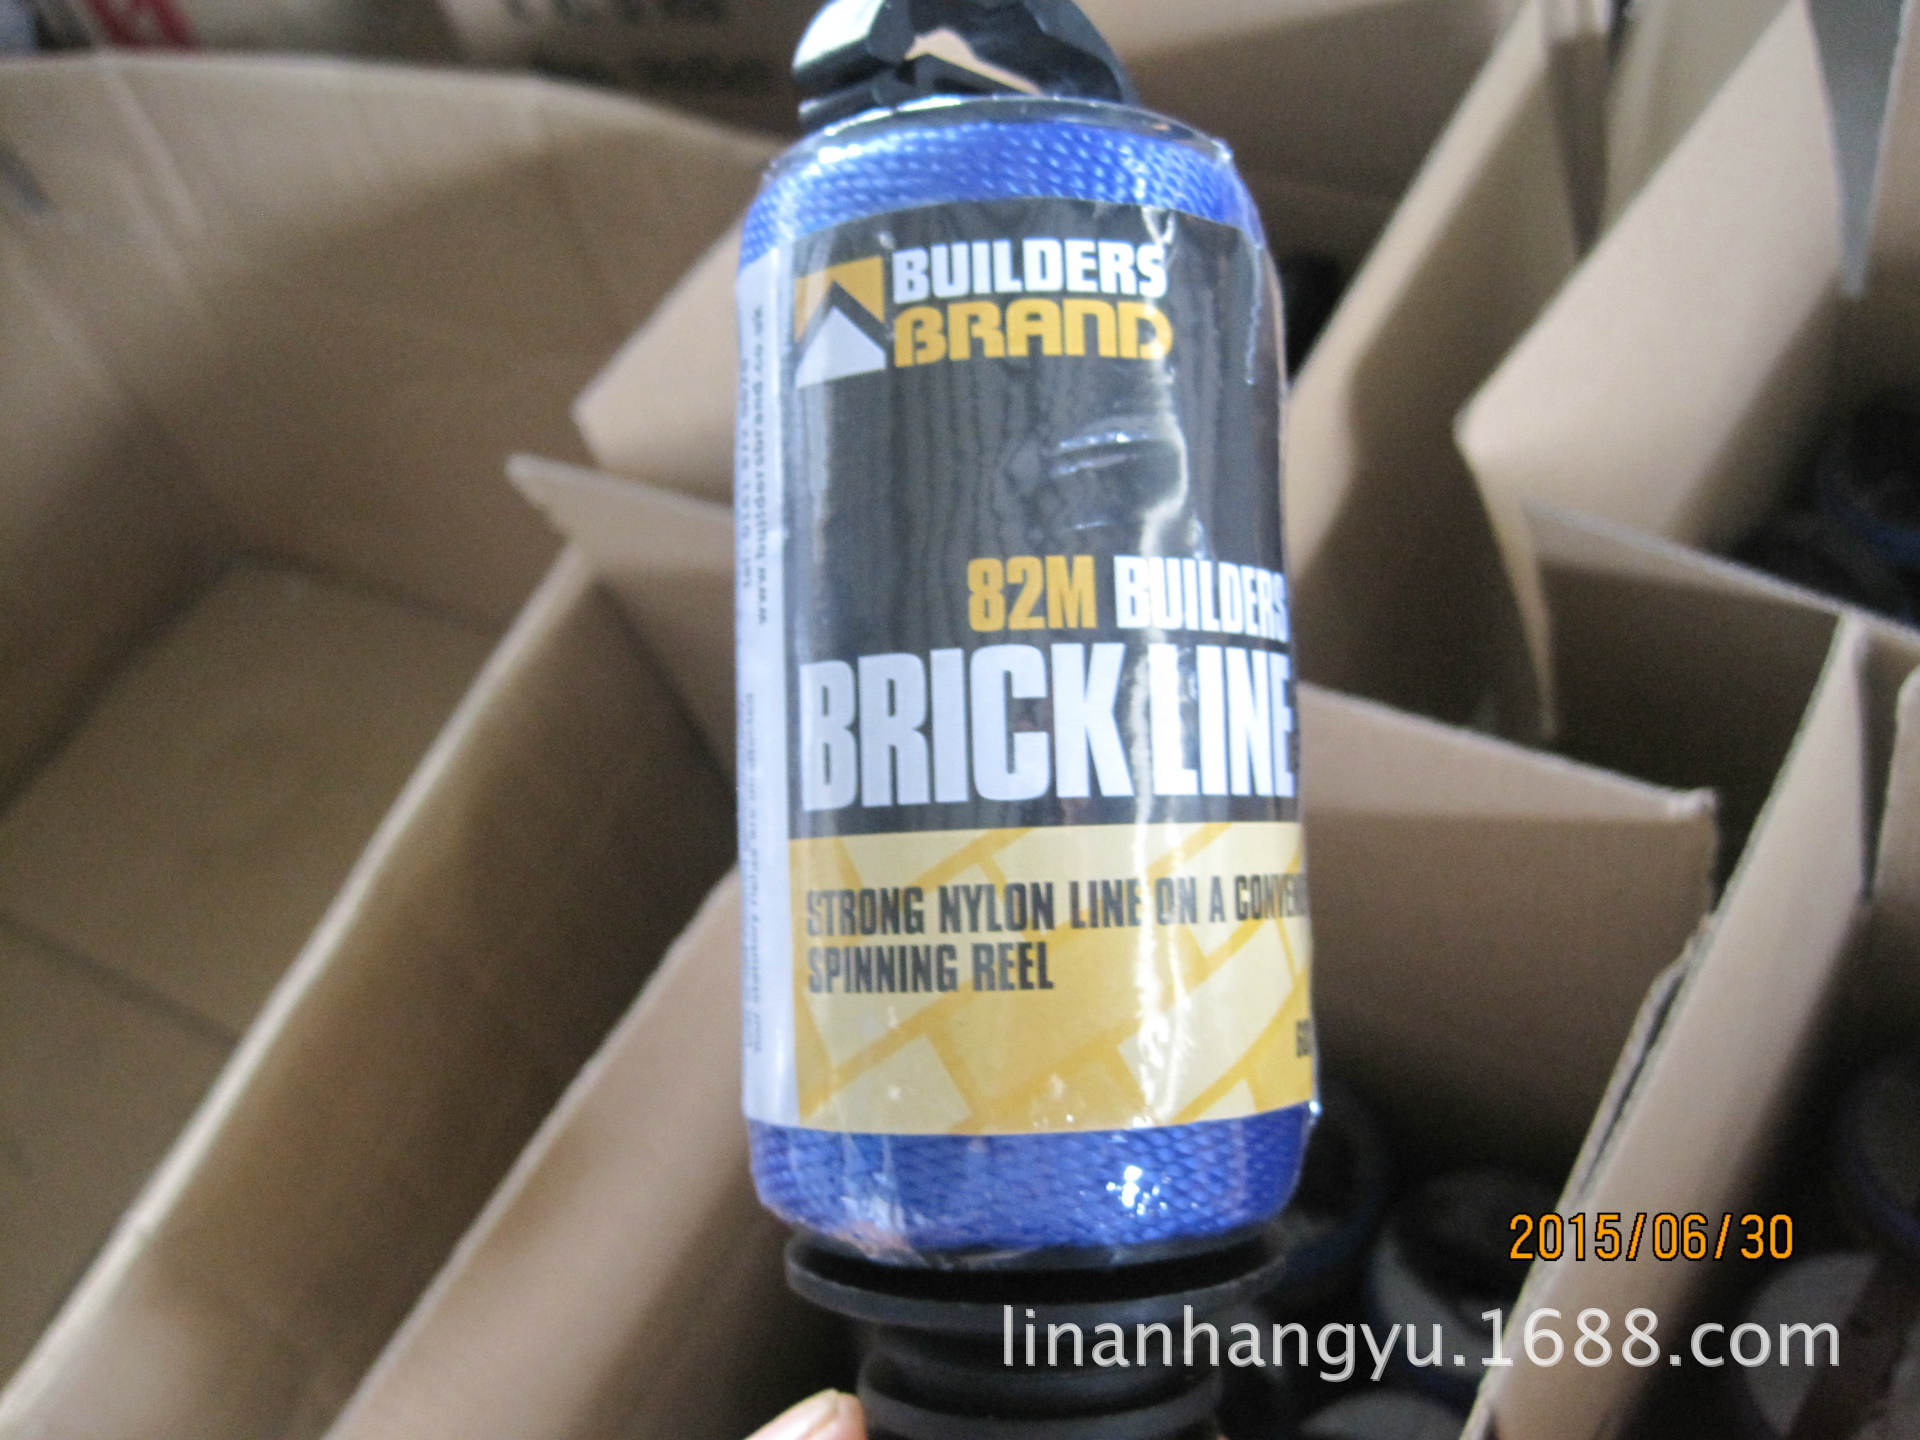 BUILDERS
BRAND
82M BUILDERS
BRICK LINE
STRONG NYLON LINE ON A
SPINNING REEL
2015/06/30
linanhangyu.1688.com